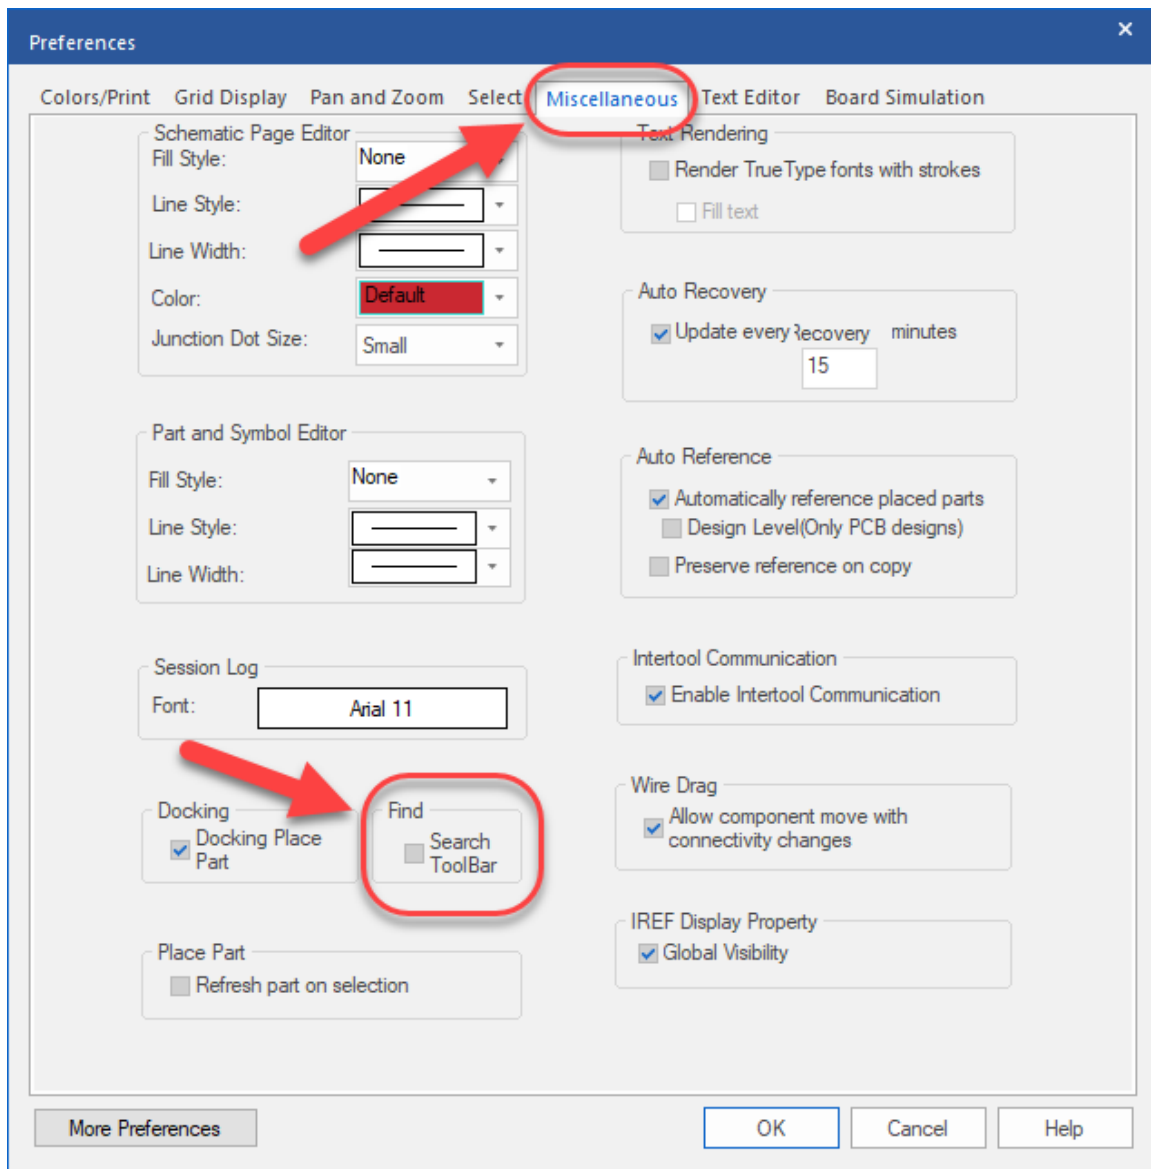 Preferences
Colors/Print Grid Display Pan and Zoom Select Miscellaneous Text Editor Board Simulation
Schematic Page Editor
Fill Style: None
Line Style:
Line Width:
Color: Default
Junction Dot Size: Small
Part and Symbol Editor
Fill Style: None
Line Style:
Line Width:
Session Log
Font: Arial 11
Docking
Docking Place
Part
Find
Search
ToolBar
Place Part
Refresh part on selection
Text Rendering
Render TrueType fonts with strokes
Fill text
Auto Recovery
Update every Recovery minutes
15
Auto Reference
Automatically reference placed parts
Design Level(Only PCB designs)
Preserve reference on copy
Intertool Communication
Enable Intertool Communication
Wire Drag
Allow component move with
connectivity changes
IREF Display Property
Global Visibility
More Preferences OK Cancel Help